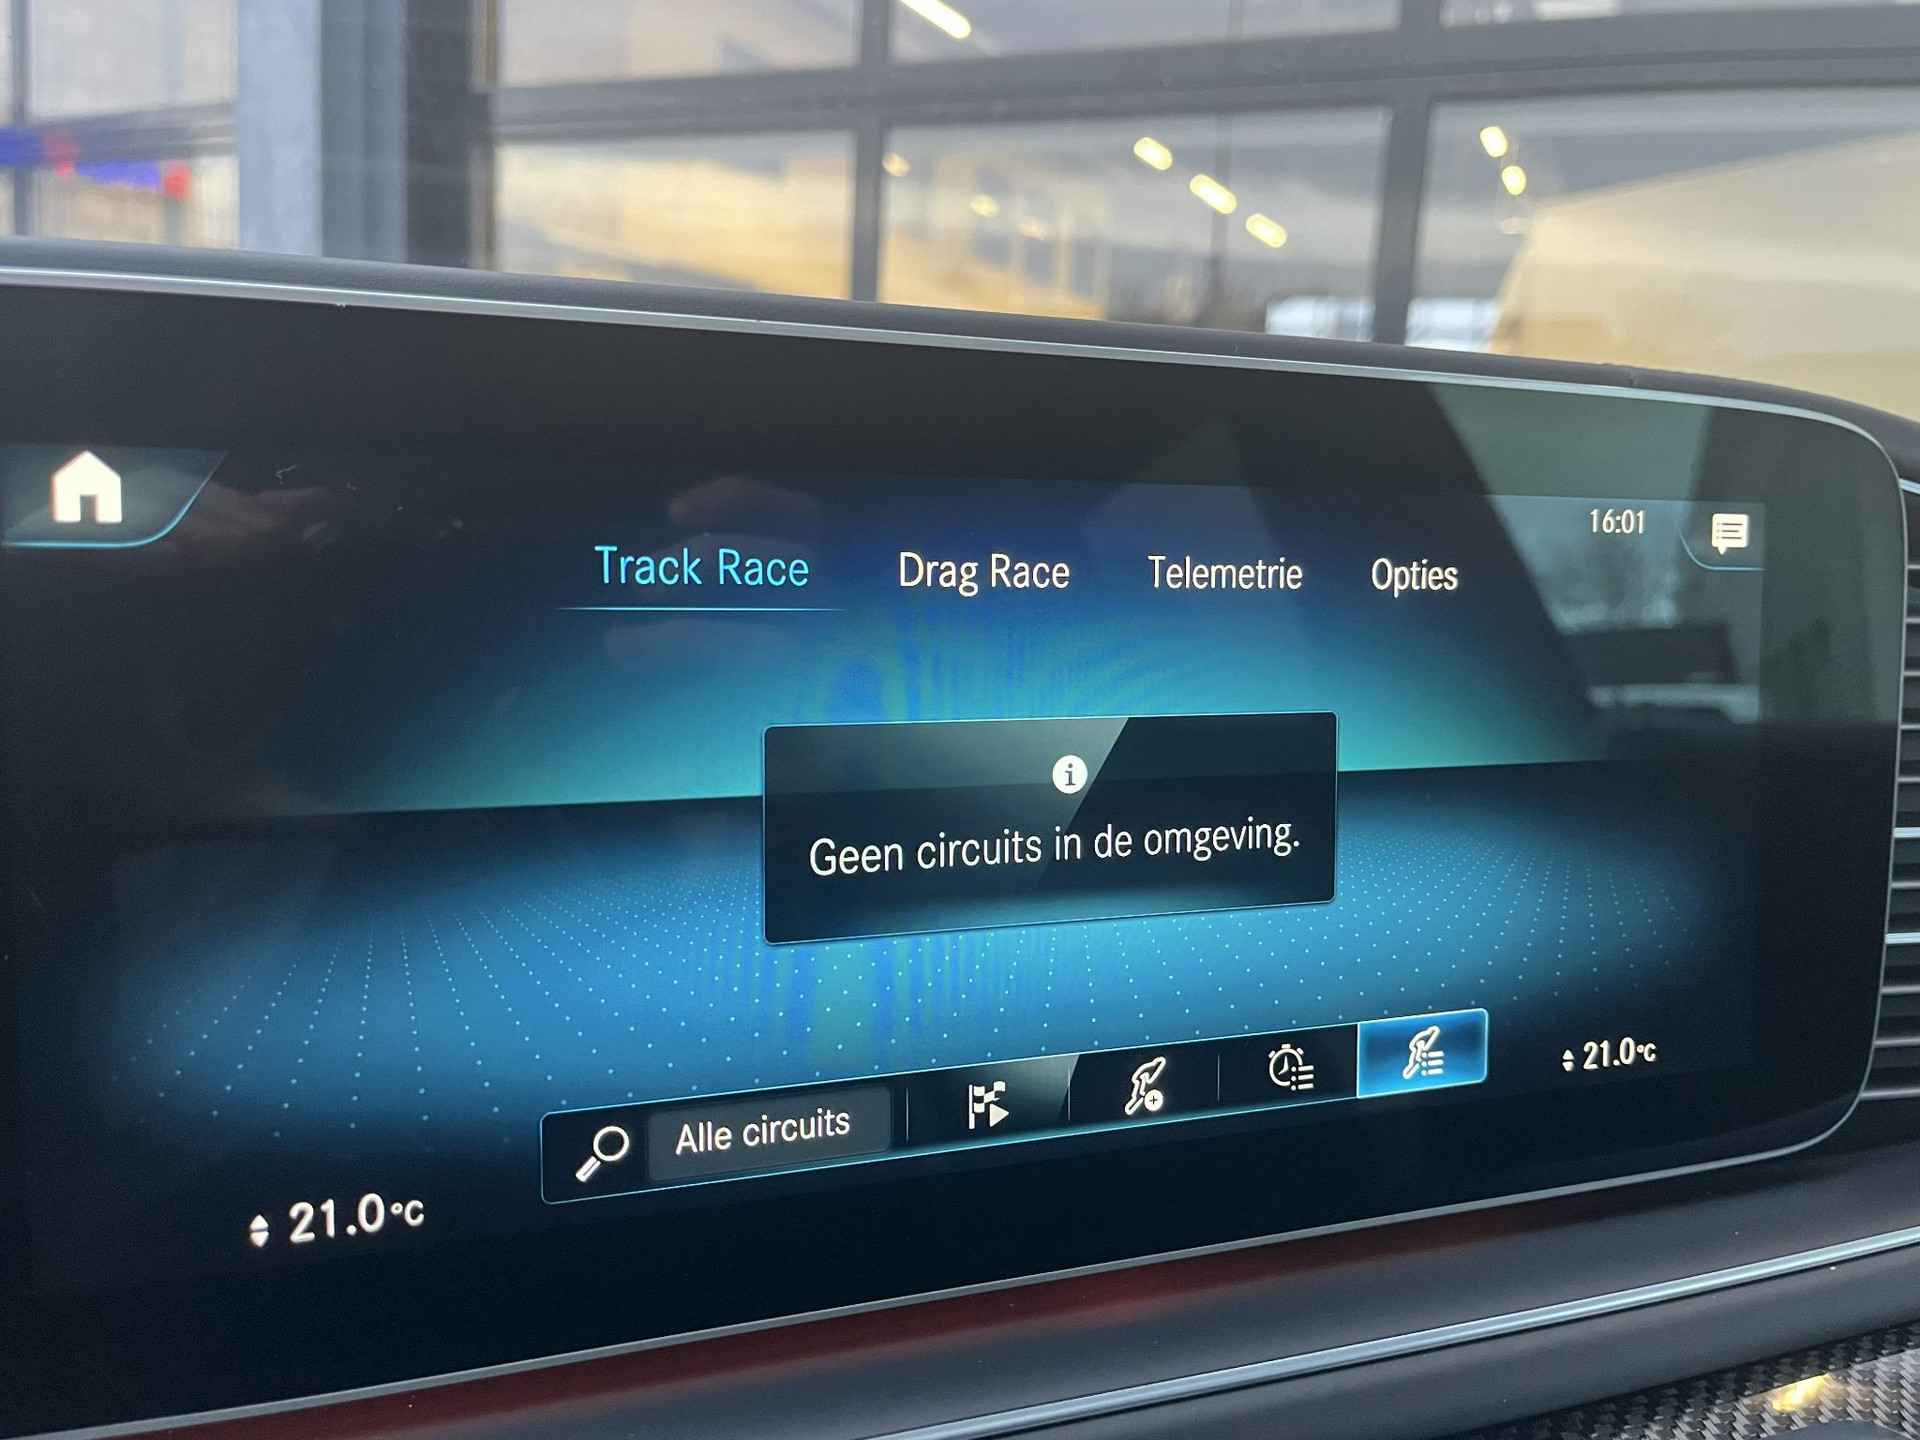 16:01
Track Race Drag Race Telemetrie Opties
Geen circuits in de omgeving.
Alle circuits
21.0°C
21.0°C